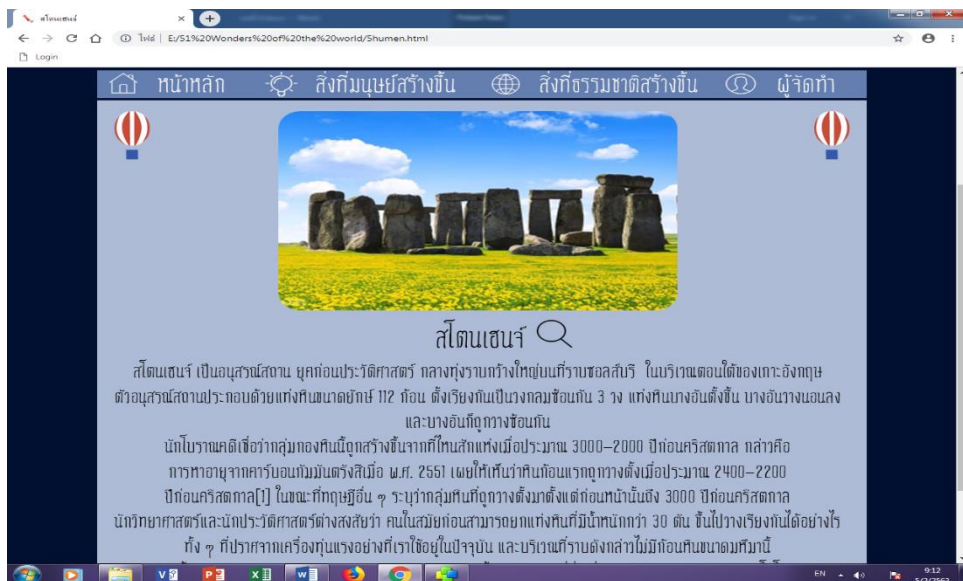 สโตนเฮนจ์
ไฟล์ | E:/S1%20Wonders%20of%20the%20world/Shumen.html
Login
หน้าหลัก สิ่งที่มนุษย์สร้างขึ้น สิ่งที่ธรรมชาติสร้างขึ้น ผู้จัดทำ
สโตนเฮนจ์
สโตนเฮนจ์ เป็นอนุสรณ์สถาน ยุคก่อนประวัติศาสตร์ กลางทุ่งราบกว้างใหญ่บนที่ราบซอลส์บรี ในบริเวณตอนใต้ของเกาะอังกฤษ
ตัวอนุสรณ์สถานประกอบด้วยแท่งหินขนาดยักษ์ 112 ก้อน ตั้งเรียงกันเป็นวงกลมซ้อนกัน 3 วง แท่งหินบางอันตั้งขึ้น บางอันวางนอนลง
และบางอันก็ถูกวางซ้อนกัน
นักโบราณคดีเชื่อว่ากลุ่มกองหินนี้ถูกสร้างขึ้นจากที่ไหนสักแห่งเมื่อประมาณ 3000–2000 ปีก่อนคริสตกาล กล่าวคือ
การหาอายุจากคาร์บอนกัมมันตรังสีเมื่อ พ.ศ. 2551 เผยให้เห็นว่าหินก้อนแรกถูกวางตั้งเมื่อประมาณ 2400–2200
ปีก่อนคริสตกาล[1] ในขณะที่ทฤษฎีอื่น ๆ ระบุว่ากลุ่มหินที่ถูกวางตั้งมาตั้งแต่ก่อนหน้านั้นถึง 3000 ปีก่อนคริสตกาล
นักวิทยาศาสตร์และนักประวัติศาสตร์ต่างสงสัยว่า คนในสมัยก่อนสามารถยกแท่งหินที่มีน้ำหนักกว่า 30 ตัน ขึ้นไปวางเรียงกันได้อย่างไร
ทั้ง ๆ ที่ปราศจากเครื่องทุ่นแรงอย่างที่เราใช้อยู่ในปัจจุบัน และบริเวณที่ราบดังกล่าวไม่มีก้อนหินขนาดมหึมานี้
EN 9:12
5/2/2563